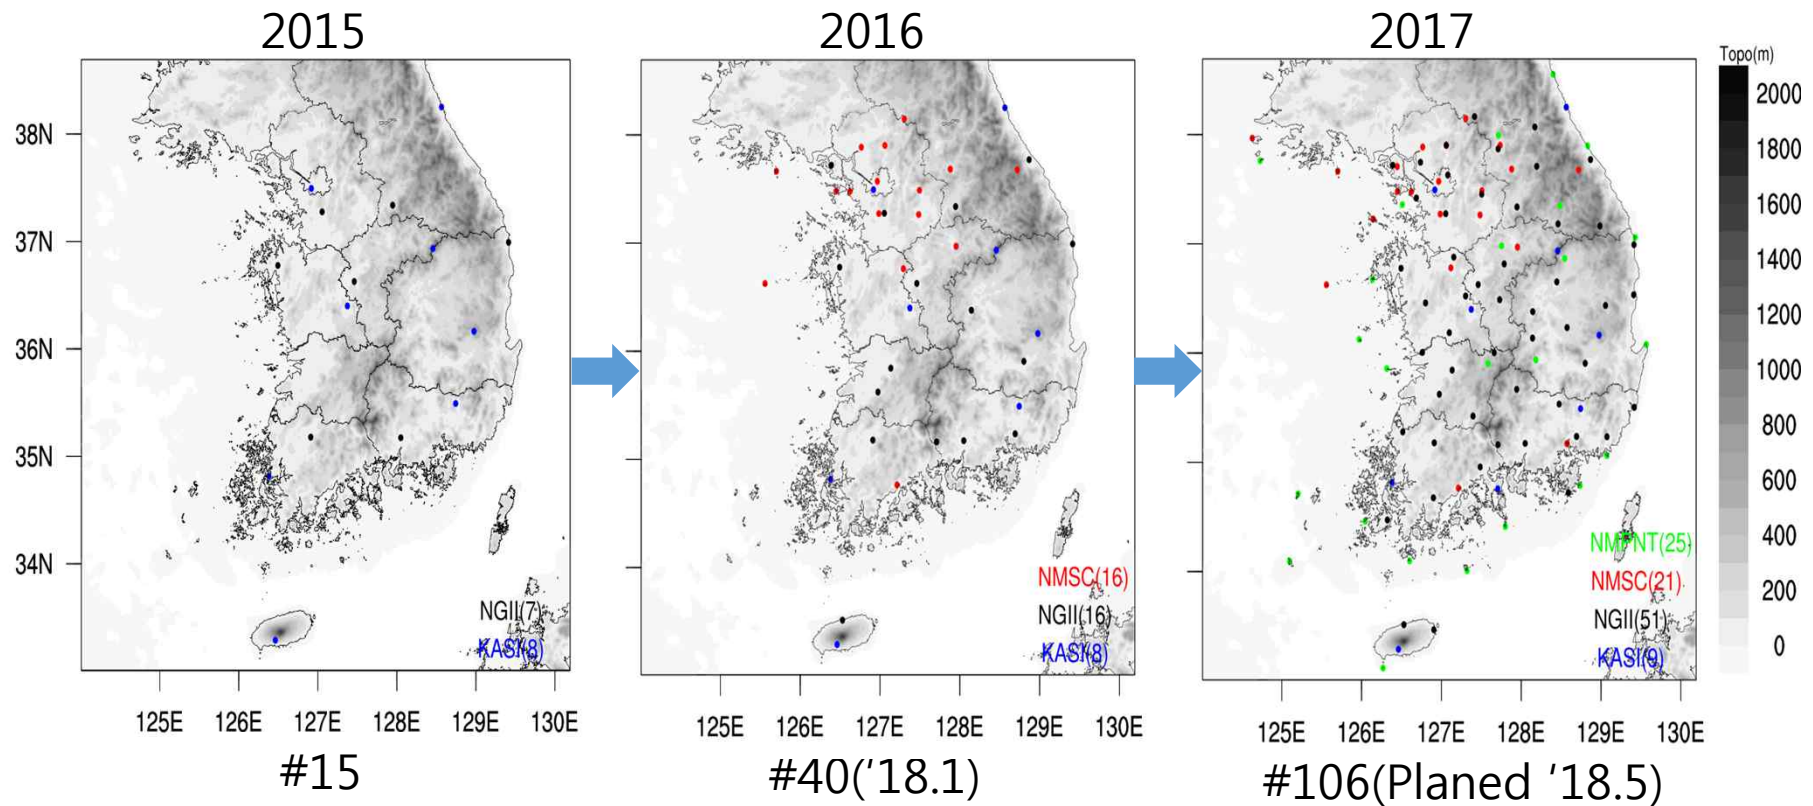 2015
2016
2017
Topo(m)
38N
37N
36N
35N
34N
2000
1800
1600
1400
1200
1000
800
600
400
200
0
NGII(7)
KASI(8)
NMSC(16)
NGII(16)
KASI(8)
NMPNT(25)
NMSC(21)
NGII(51)
KASI(9)
125E 126E 127E 128E 129E 130E
125E 126E 127E 128E 129E 130E
125E 126E 127E 128E 129E 130E
#15
#40('18.1)
#106(Planed '18.5)